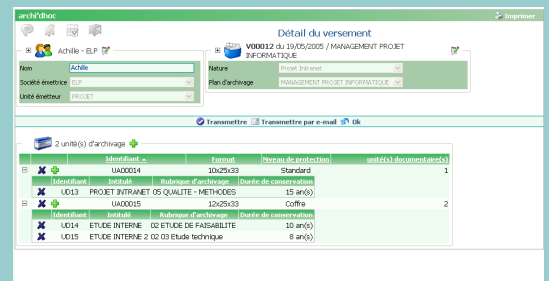 archi'dhoc Imprimer
Détail du versement
Achille - ELP
V00012 du 19/05/2005 / MANAGEMENT PROJET INFORMATIQUE
Nom Achille
Nature Projet Intranet
Société émettrice ELP
Plan d'archivage MANAGEMENT PROJET INFORMATIQUE
Unité émetteur PROJET
Transmettre Transmettre par e-mail Ok
2 unité(s) d'archivage
Identifiant Format Niveau de protection unité(s) documentaire(s)
UA00014 10x25x33 Standard 1
Identifiant Intitulé Rubrique d'archivage Durée de conservation
UD13 PROJET INTRANET 05 QUALITE - METHODES 15 an(s)
UA00015 12x25x33 Coffre 2
Identifiant Intitulé Rubrique d'archivage Durée de conservation
UD14 ETUDE INTERNE 02 ETUDE DE FAISABILITE 10 an(s)
UD15 ETUDE INTERNE 2 02 03 Etude technique 8 an(s)